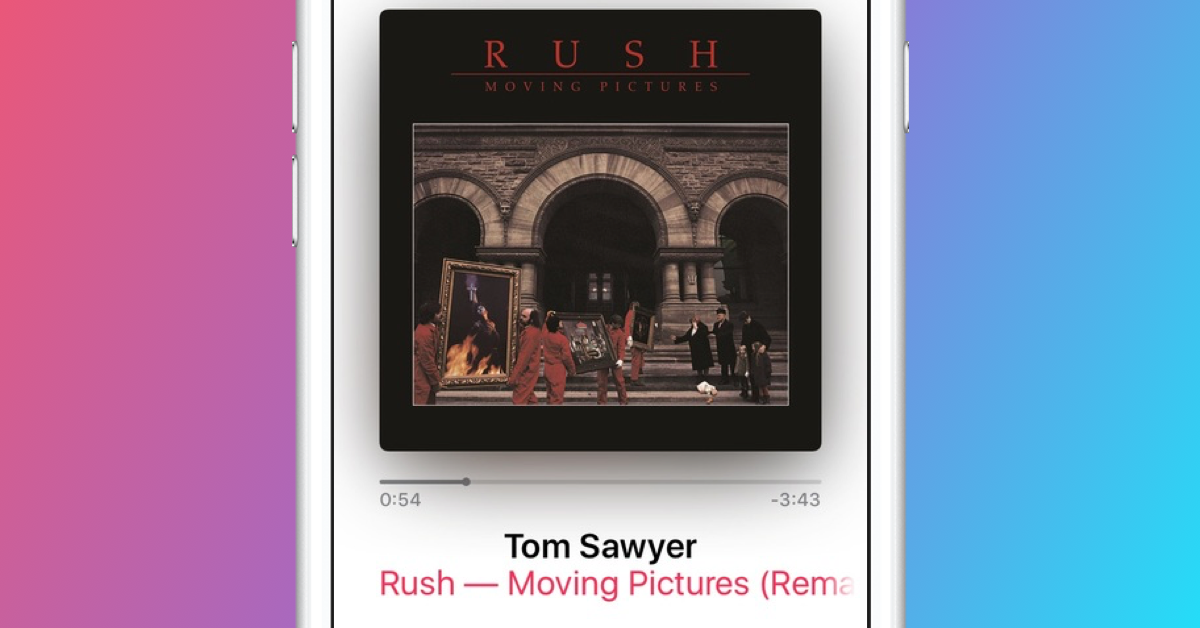 RUSH
MOVING PICTURES
0:54 -3:43
Tom Sawyer
Rush — Moving Pictures (Rema